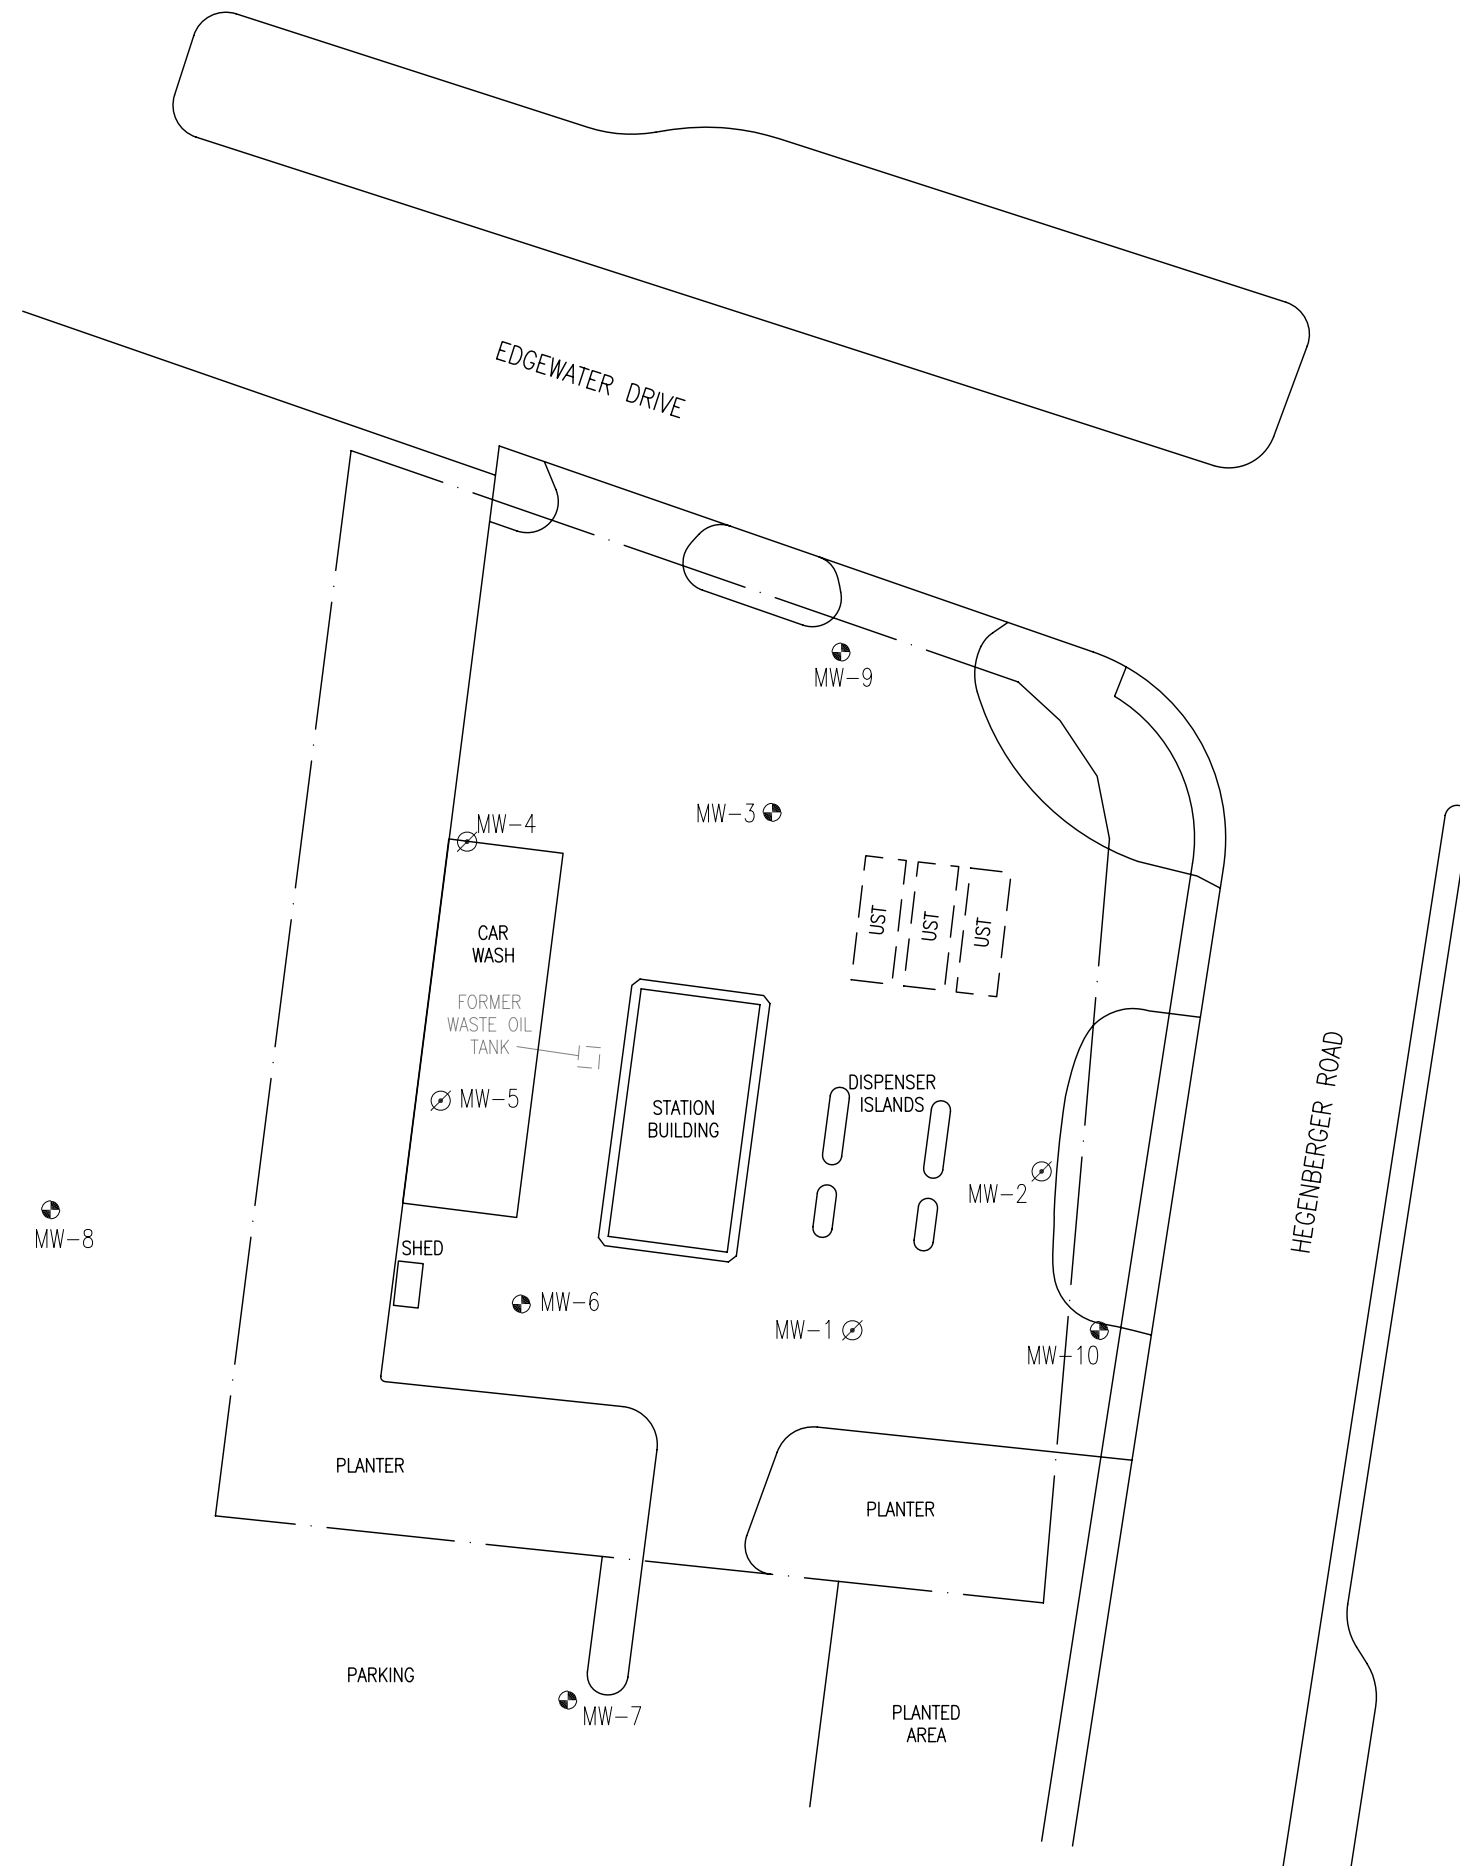 EDGEWATER DRIVE
MW-9
MW-3
MW-4
UST
UST
UST
CAR
WASH
FORMER
WASTE OIL
TANK
MW-5
STATION
BUILDING
DISPENSER
ISLANDS
HEGENBERGER ROAD
MW-2
MW-8
SHED
MW-6
MW-1
MW-10
PLANTER
PLANTER
PARKING
MW-7
PLANTED
AREA